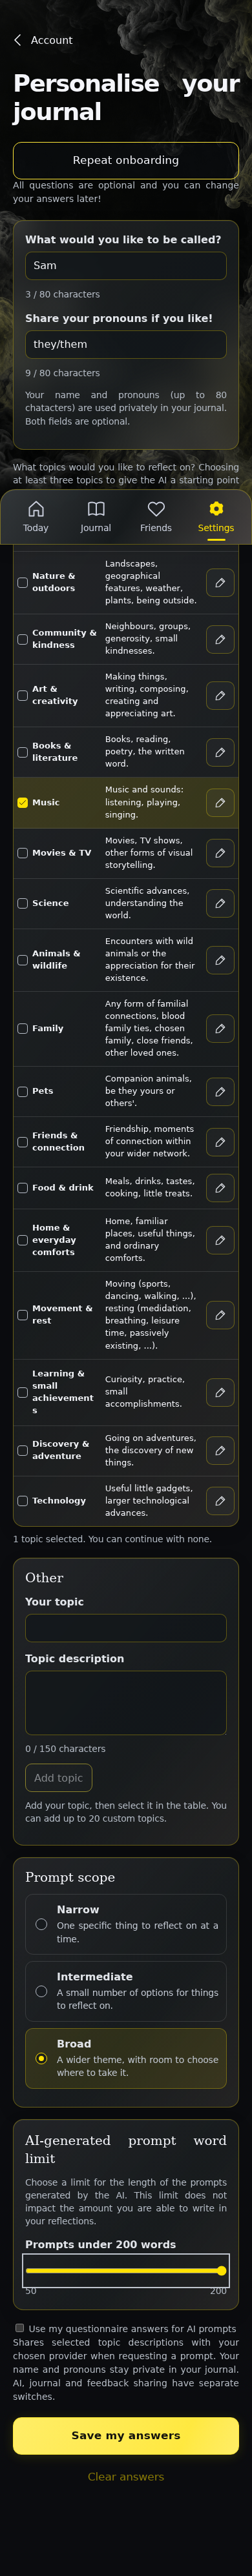 Account
Personalise your
journal
Repeat onboarding
All questions are optional and you can change
your answers later!
What would you like to be called?
Sam
3 / 80 characters
Share your pronouns if you like!
they/them
9 / 80 characters
Your name and pronouns (up to 80
chatacters) are used privately in your journal.
Both fields are optional.
What topics would you like to reflect on? Choosing
at least three topics to give the AI a starting point
Today
Journal
Friends
Settings
Nature &
outdoors
Landscapes,
geographical
features, weather,
plants, being outside.
Community &
kindness
Neighbours, groups,
generosity, small
kindnesses.
Art &
creativity
Making things,
writing, composing,
creating and
appreciating art.
Books &
literature
Books, reading,
poetry, the written
word.
Music
Music and sounds:
listening, playing,
singing.
Movies & TV
Movies, TV shows,
other forms of visual
storytelling.
Science
Scientific advances,
understanding the
world.
Animals &
wildlife
Encounters with wild
animals or the
appreciation for their
existence.
Family
Any form of familial
connections, blood
family ties, chosen
family, close friends,
other loved ones.
Pets
Companion animals,
be they yours or
others'.
Friends &
connection
Friendship, moments
of connection within
your wider network.
Food & drink
Meals, drinks, tastes,
cooking, little treats.
Home &
everyday
comforts
Home, familiar
places, useful things,
and ordinary
comforts.
Movement &
rest
Moving (sports,
dancing, walking, ...),
resting (medidation,
breathing, leisure
time, passively
existing, ...).
Learning &
small
achievement
s
Curiosity, practice,
small
accomplishments.
Discovery &
adventure
Going on adventures,
the discovery of new
things.
Technology
Useful little gadgets,
larger technological
advances.
1 topic selected. You can continue with none.
Other
Your topic
Topic description
0 / 150 characters
Add topic
Add your topic, then select it in the table. You
can add up to 20 custom topics.
Prompt scope
Narrow
One specific thing to reflect on at a
time.
Intermediate
A small number of options for things
to reflect on.
Broad
A wider theme, with room to choose
where to take it.
AI-generated prompt word
limit
Choose a limit for the length of the prompts
generated by the AI. This limit does not
impact the amount you are able to write in
your reflections.
Prompts under 200 words
50
200
Use my questionnaire answers for AI prompts
Shares selected topic descriptions with your
chosen provider when requesting a prompt. Your
name and pronouns stay private in your journal.
AI, journal and feedback sharing have separate
switches.
Save my answers
Clear answers